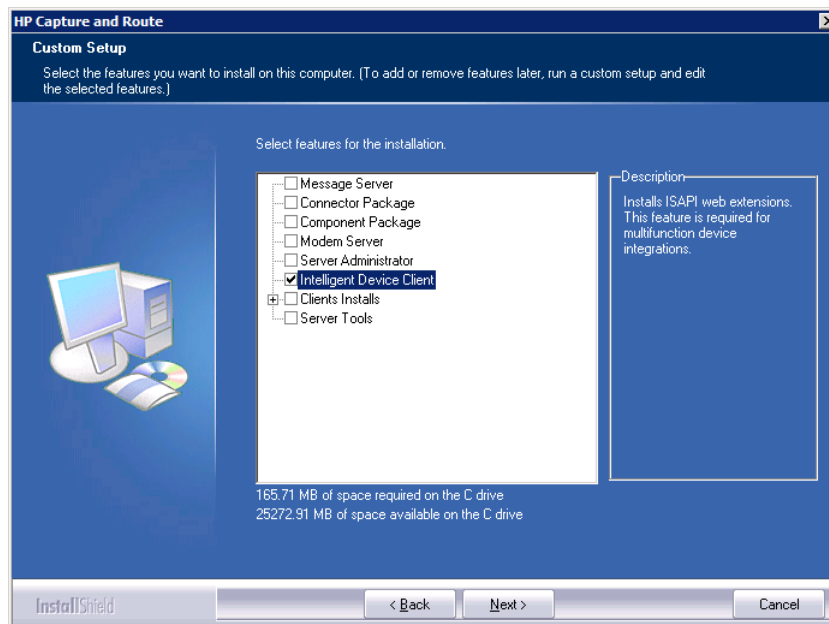 HP Capture and Route
Custom Setup
Select the features you want to install on this computer. (To add or remove features later, run a custom setup and edit
the selected features.)
Select features for the installation.
Message Server
Connector Package
Component Package
Modem Server
Server Administrator
Intelligent Device Client
Clients Installs
Server Tools
Description
Installs ISAPI web extensions.
This feature is required for
multifunction device
integrations.
165.71 MB of space required on the C drive
25272.91 MB of space available on the C drive
InstallShield
< Back
Next >
Cancel